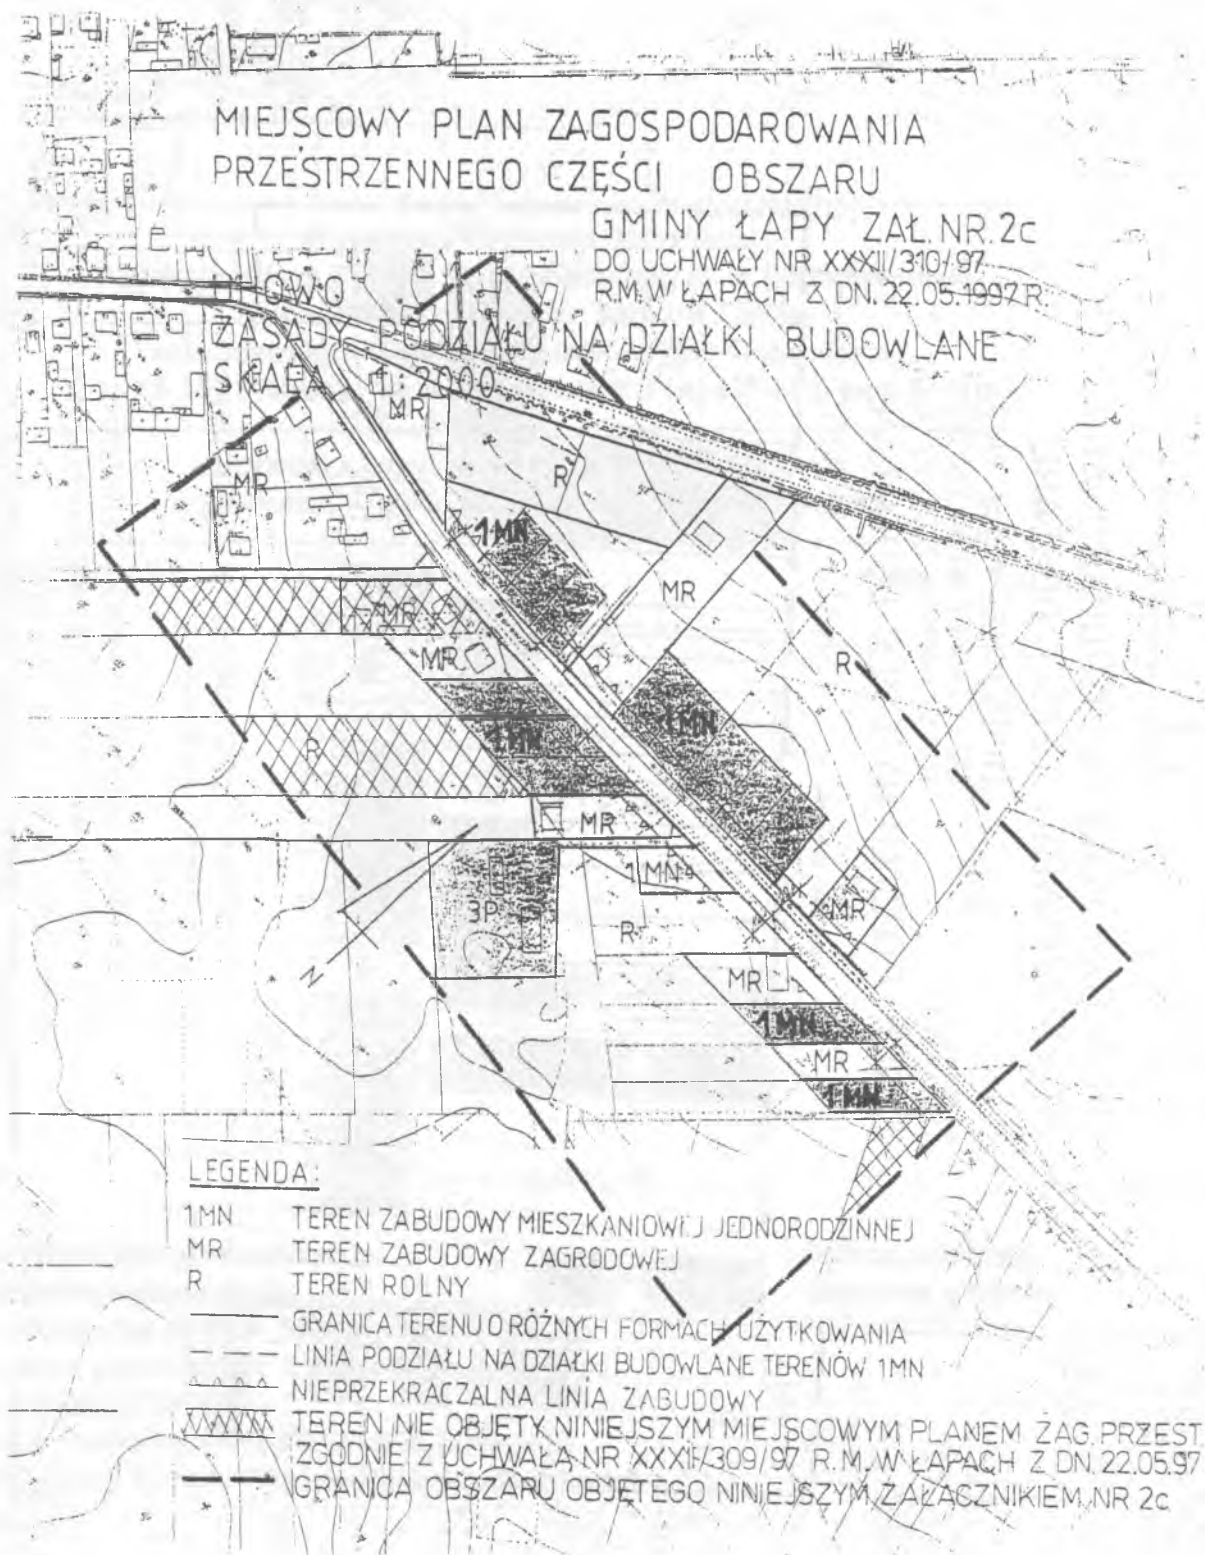 MIEJSCOWY PLAN ZAGOSPODAROWANIA
PRZESTRZENNEGO CZĘŚCI OBSZARU
GMINY ŁAPY ZAŁ. NR. 2c
DO UCHWAŁY NR XXXII/310/97
R.M. W ŁAPACH Z DN. 22.05.1997R.
ZASADY PODZIAŁU NA DZIAŁKI BUDOWLANE
SKALA 1:2000
MR
R
MR
1MN
MR
MR
MR
R
1MN
1MN
R
MR
1MN
3P
MR
R
MR
N
1MN
MR
1MN
LEGENDA:
1MN TEREN ZABUDOWY MIESZKANIOWEJ JEDNORODZINNEJ
MR TEREN ZABUDOWY ZAGRODOWEJ
R TEREN ROLNY
GRANICA TERENU O RÓŻNYCH FORMACH UŻYTKOWANIA
LINIA PODZIAŁU NA DZIAŁKI BUDOWLANE TERENÓW 1MN
NIEPRZEKRACZALNA LINIA ZABUDOWY
TEREN NIE OBJĘTY NINIEJSZYM MIEJSCOWYM PLANEM ZAG. PRZEST.
ZGODNIE Z UCHWAŁĄ NR XXXII/309/97 R.M. W ŁAPACH Z DN. 22.05.97
GRANICA OBSZARU OBJĘTEGO NINIEJSZYM ZAŁĄCZNIKIEM NR 2c